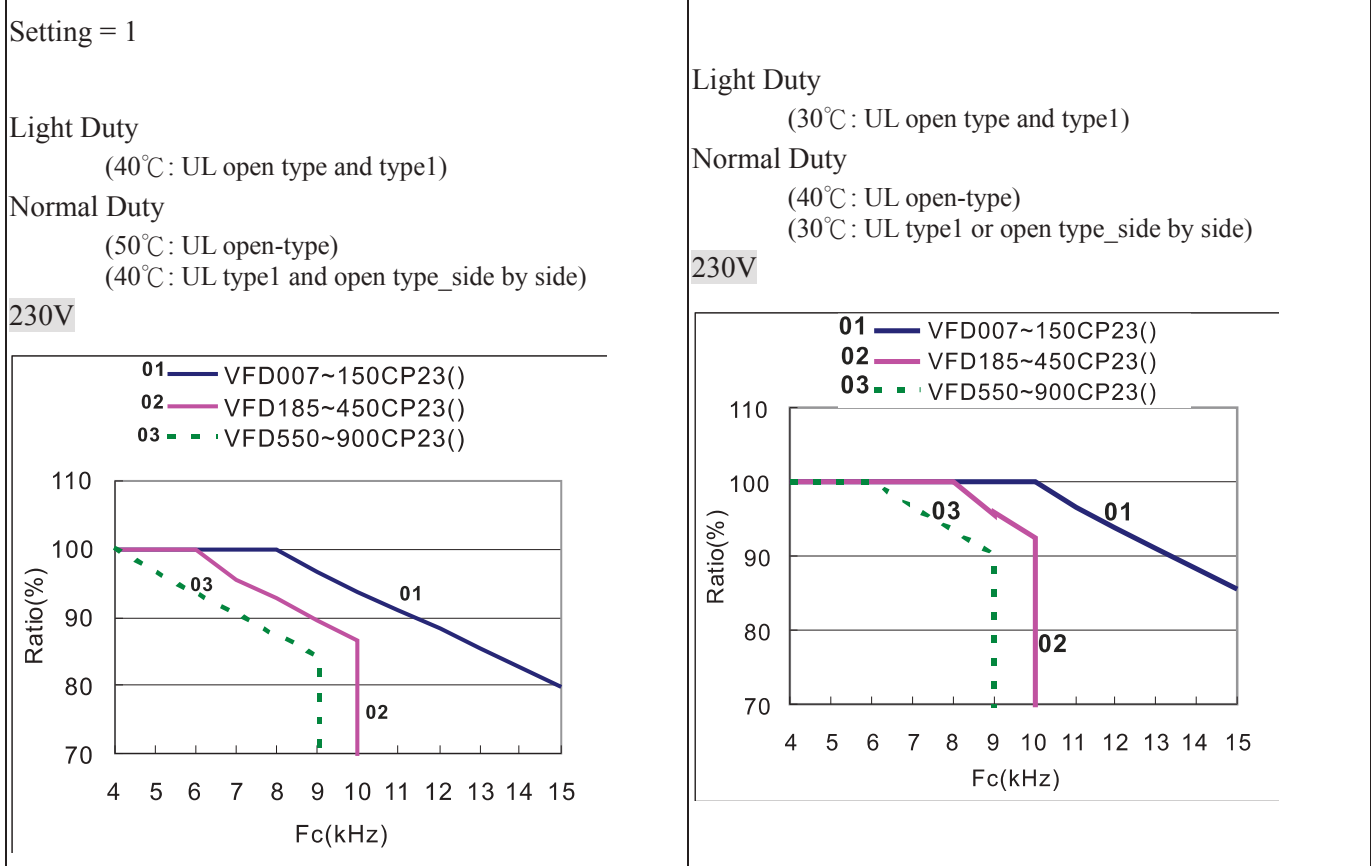 Setting = 1
Light Duty
(40℃: UL open type and type1)
Normal Duty
(50℃: UL open-type)
(40℃: UL type1 and open type_side by side)
230V
01 VFD007~150CP23()
02 VFD185~450CP23()
03 VFD550~900CP23()
110
100
90
80
70
Ratio(%)
03
01
02
4 5 6 7 8 9 10 11 12 13 14 15
Fc(kHz)
Light Duty
(30℃: UL open type and type1)
Normal Duty
(40℃: UL open-type)
(30℃: UL type1 or open type_side by side)
230V
01 VFD007~150CP23()
02 VFD185~450CP23()
03 VFD550~900CP23()
110
100
90
80
70
Ratio(%)
03
01
02
4 5 6 7 8 9 10 11 12 13 14 15
Fc(kHz)